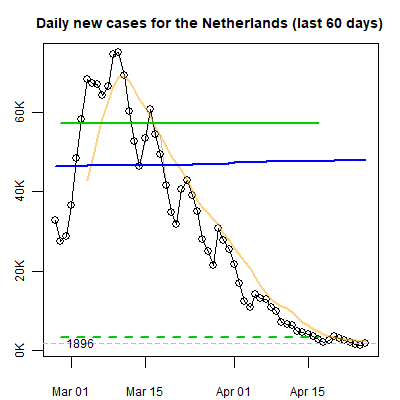 Daily new cases for the Netherlands (last 60 days)
60K
40K
20K
0K
1896
Mar 01 Mar 15 Apr 01 Apr 15